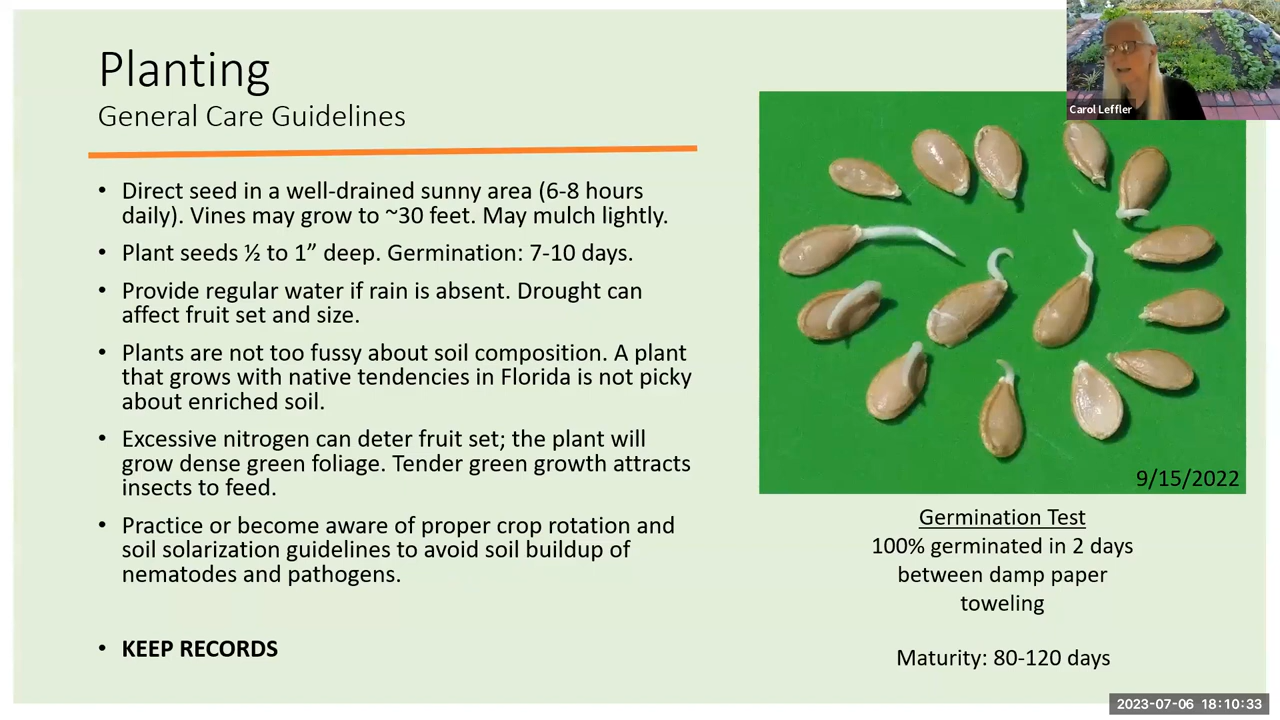 Planting
General Care Guidelines
• Direct seed in a well-drained sunny area (6-8 hours
daily). Vines may grow to ~30 feet. May mulch lightly.
• Plant seeds ½ to 1” deep. Germination: 7-10 days.
• Provide regular water if rain is absent. Drought can
affect fruit set and size.
• Plants are not too fussy about soil composition. A plant
that grows with native tendencies in Florida is not picky
about enriched soil.
• Excessive nitrogen can deter fruit set; the plant will
grow dense green foliage. Tender green growth attracts
insects to feed.
• Practice or become aware of proper crop rotation and
soil solarization guidelines to avoid soil buildup of
nematodes and pathogens.
• KEEP RECORDS
Carol Leffler
9/15/2022
Germination Test
100% germinated in 2 days
between damp paper
toweling
Maturity: 80-120 days
2023-07-06 18:10:33